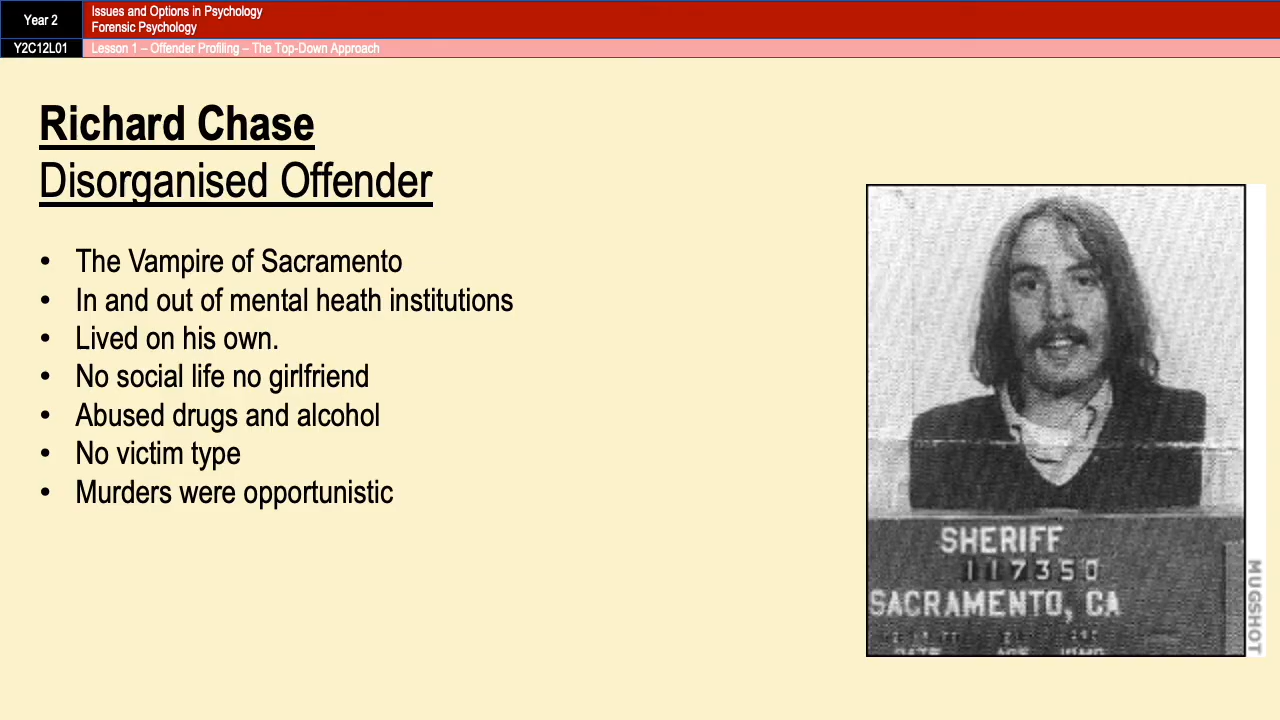 Year 2
Issues and Options in Psychology
Forensic Psychology
Y2C12L01
Lesson 1 – Offender Profiling – The Top-Down Approach
Richard Chase
Disorganised Offender
• The Vampire of Sacramento
• In and out of mental heath institutions
• Lived on his own.
• No social life no girlfriend
• Abused drugs and alcohol
• No victim type
• Murders were opportunistic
SHERIFF
117350
SACRAMENTO, CA
MUGSHOT